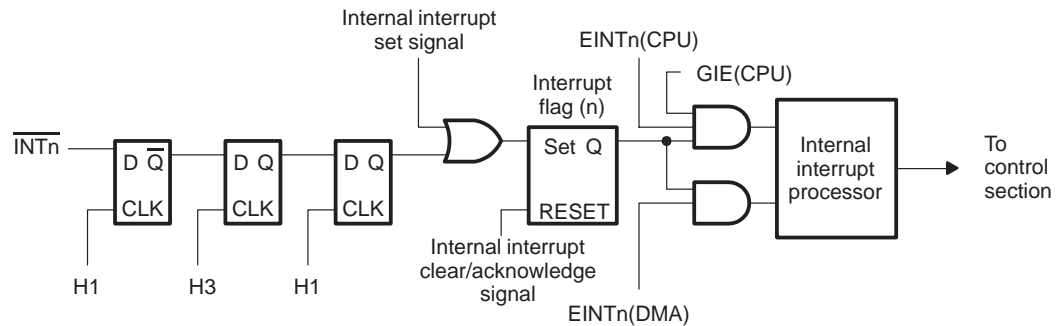 Internal interrupt
set signal
EINTn(CPU)
GIE(CPU)
Interrupt
flag (n)
INTn
D Q
CLK
D Q
CLK
D Q
CLK
Set Q
RESET
Internal
interrupt
processor
To
control
section
H1
H3
H1
Internal interrupt
clear/acknowledge
signal
EINTn(DMA)